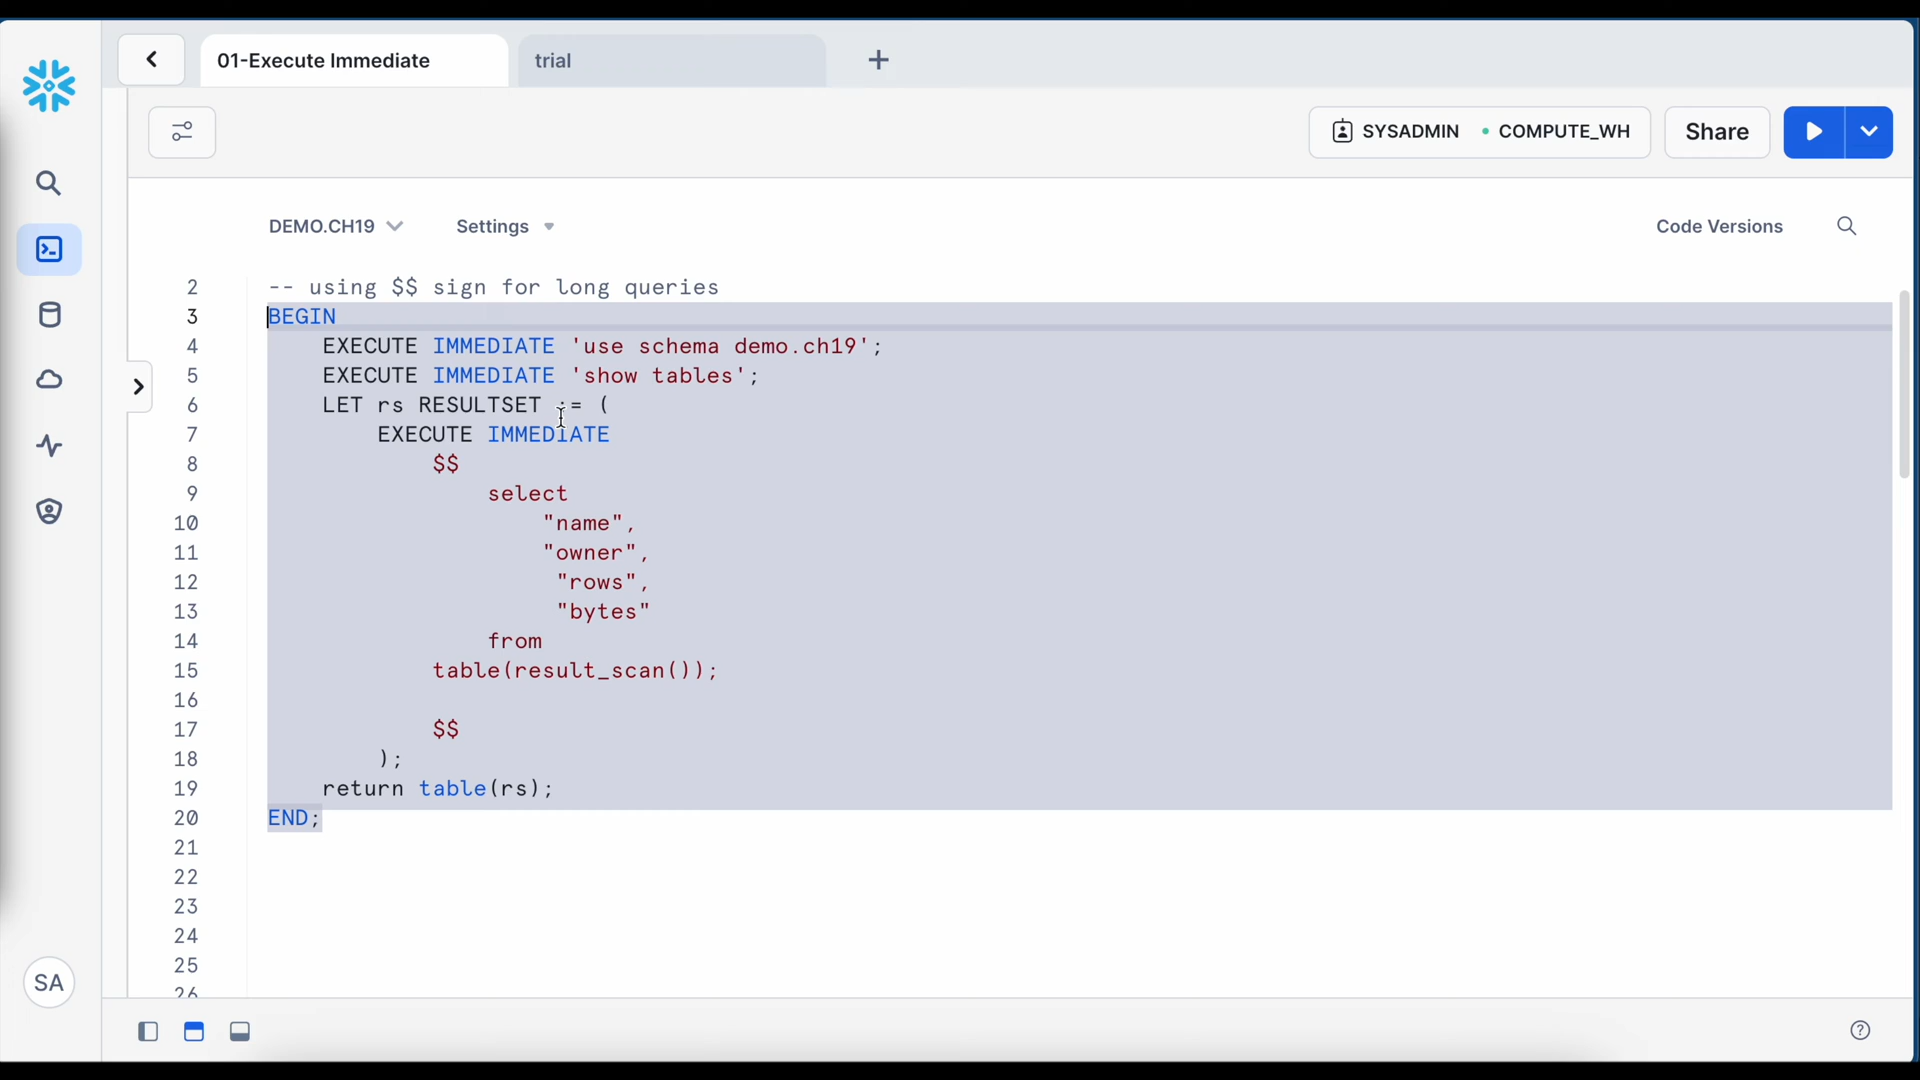 01-Execute Immediate
trial
SYSADMIN
COMPUTE_WH
Share
DEMO.CH19
Settings
Code Versions
2 -- using $$ sign for long queries
3 BEGIN
4 EXECUTE IMMEDIATE 'use schema demo.ch19';
5 EXECUTE IMMEDIATE 'show tables';
6 LET rs RESULTSET := (
7 EXECUTE IMMEDIATE
8 $$
9 select
10 "name",
11 "owner",
12 "rows",
13 "bytes"
14 from
15 table(result_scan());
16
17 $$
18 );
19 return table(rs);
20 END;
21
22
23
24
25
26
SA